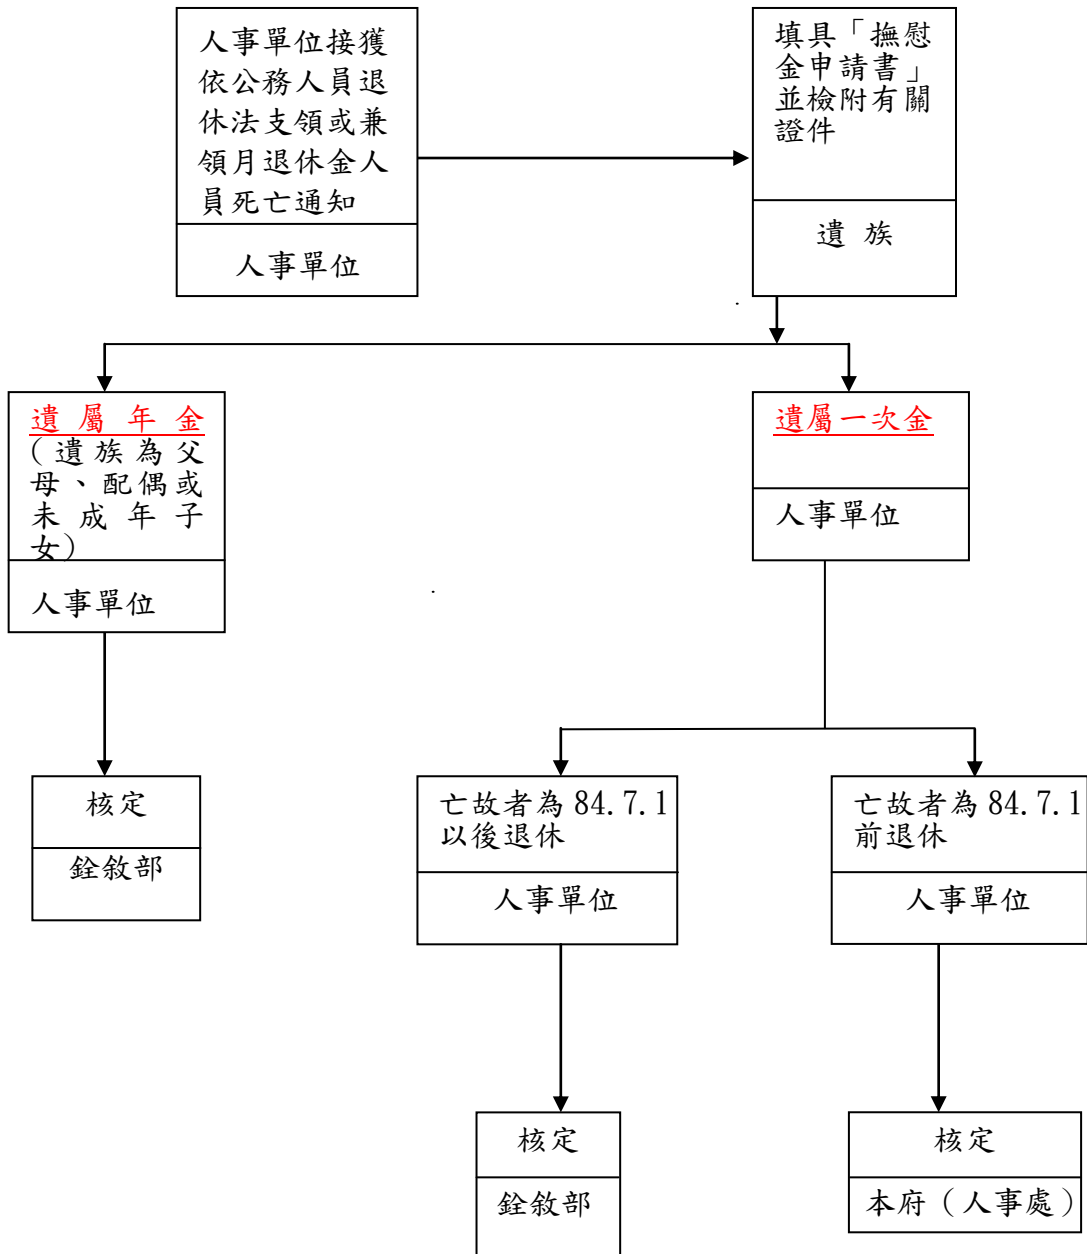 人事單位接獲
依公務人員退
休法支領或兼
領月退休金人
員死亡通知
人事單位
填具「撫慰
金申請書」
並檢附有關
證件
遺 族
遺屬年金
（遺族為父
母、配偶或
未成年子
女）
人事單位
遺屬一次金
人事單位
核定
銓敘部
亡故者為84.7.1
以後退休
人事單位
亡故者為84.7.1
前退休
人事單位
核定
銓敘部
核定
本府（人事處）